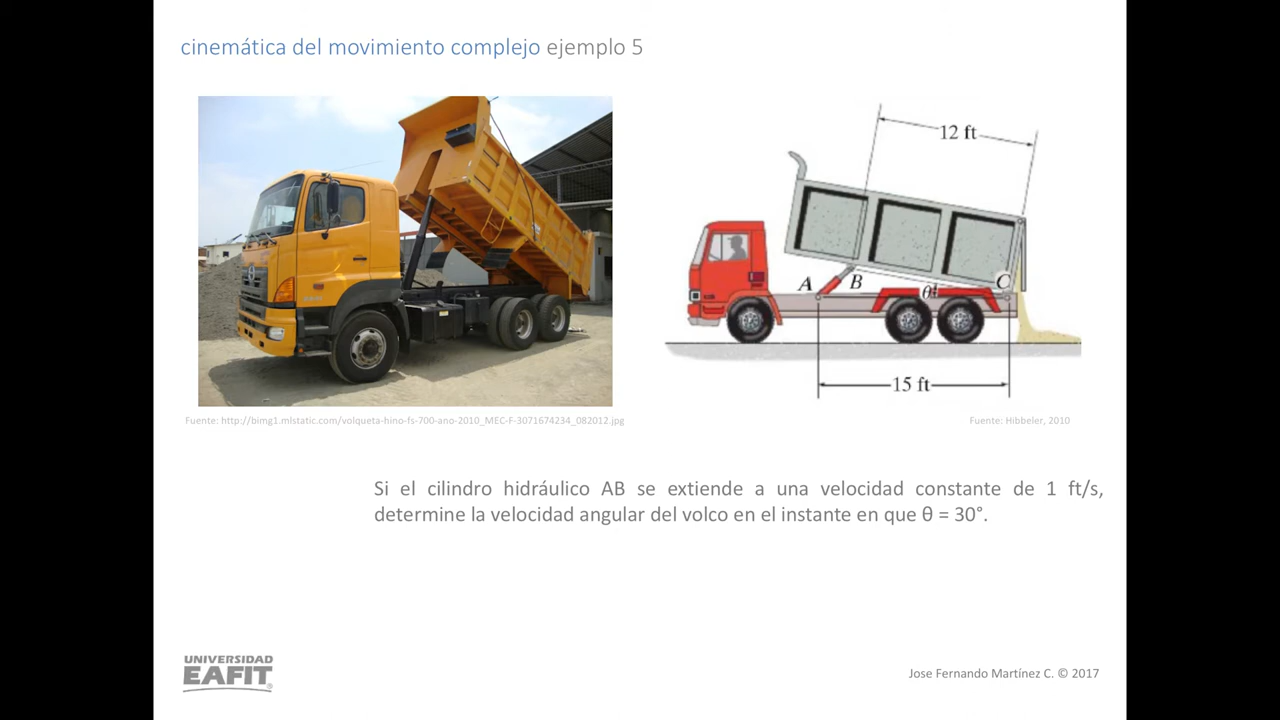 cinemática del movimiento complejo ejemplo 5
12 ft
A
B
θ
C
15 ft
Fuente: http://bimg1.mlstatic.com/volqueta-hino-fs-700-ano-2010_MEC-F-3071674234_082012.jpg
Fuente: Hibbeler, 2010
Si el cilindro hidráulico AB se extiende a una velocidad constante de 1 ft/s,
determine la velocidad angular del volco en el instante en que θ = 30°.
UNIVERSIDAD
EAFIT®
Jose Fernando Martínez C. © 2017